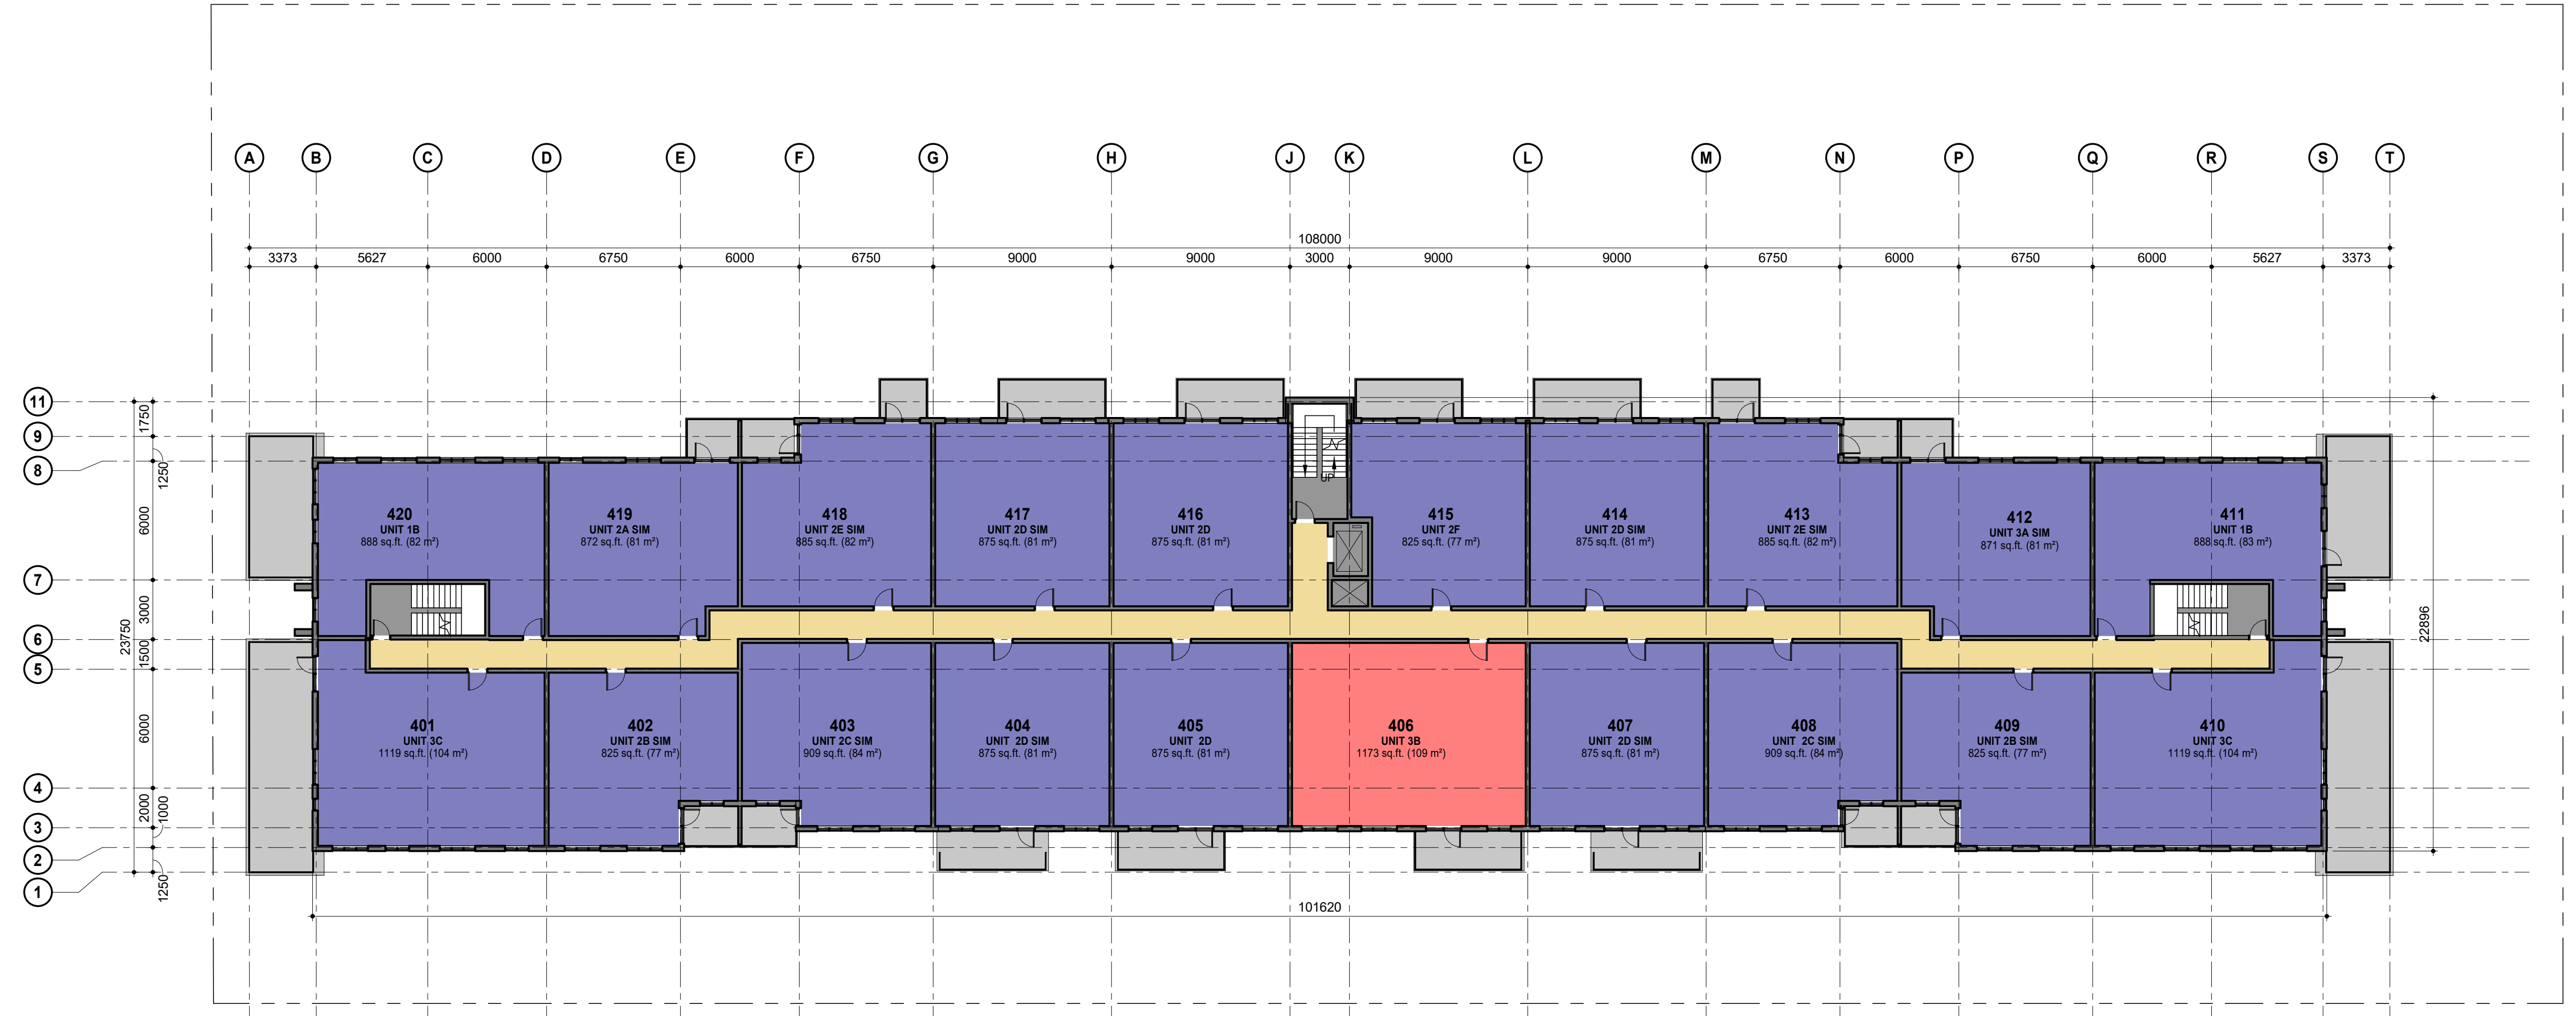 A B C D E F G H J K L M N P Q R S T
108000
3373 5627 6000 6750 6000 6750 9000 9000 3000 9000 9000 6750 6000 6750 6000 5627 3373
11
9
8
7
6
5
4
3
2
1
1750
1250
6000
3000
1500
6000
2000
1000
1250
23750
22896
UP
420
UNIT 1B
888 sq.ft. (82 m²)
419
UNIT 2A SIM
872 sq.ft. (81 m²)
418
UNIT 2E SIM
885 sq.ft. (82 m²)
417
UNIT 2D SIM
875 sq.ft. (81 m²)
416
UNIT 2D
875 sq.ft. (81 m²)
415
UNIT 2F
825 sq.ft. (77 m²)
414
UNIT 2D SIM
875 sq.ft. (81 m²)
413
UNIT 2E SIM
885 sq.ft. (82 m²)
412
UNIT 3A SIM
871 sq.ft. (81 m²)
411
UNIT 1B
888 sq.ft. (83 m²)
401
UNIT 3C
1119 sq.ft. (104 m²)
402
UNIT 2B SIM
825 sq.ft. (77 m²)
403
UNIT 2C SIM
909 sq.ft. (84 m²)
404
UNIT 2D SIM
875 sq.ft. (81 m²)
405
UNIT 2D
875 sq.ft. (81 m²)
406
UNIT 3B
1173 sq.ft. (109 m²)
407
UNIT 2D SIM
875 sq.ft. (81 m²)
408
UNIT 2C SIM
909 sq.ft. (84 m²)
409
UNIT 2B SIM
825 sq.ft. (77 m²)
410
UNIT 3C
1119 sq.ft. (104 m²)
101620